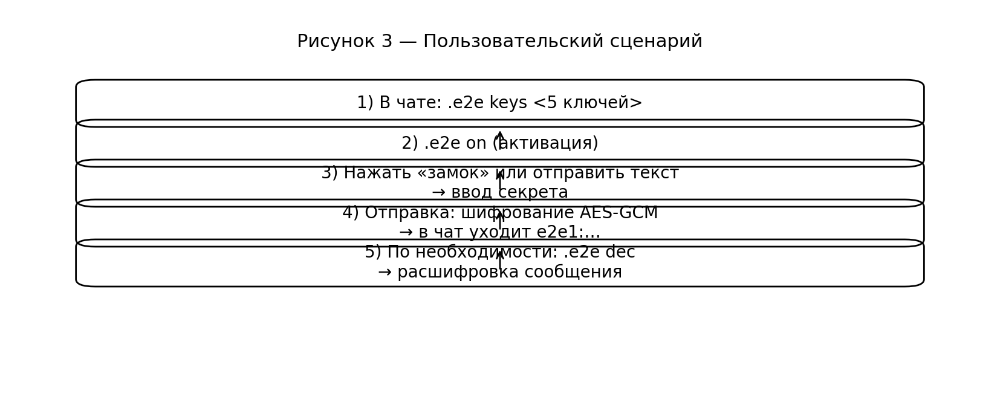 Рисунок 3 — Пользовательский сценарий
1) В чате: .e2e keys <5 ключей>
2) .e2e on (активация)
3) Нажать «замок» или отправить текст
→ ввод секрета
4) Отправка: шифрование AES-GCM
→ в чат уходит e2e1:...
5) По необходимости: .e2e dec
→ расшифровка сообщения